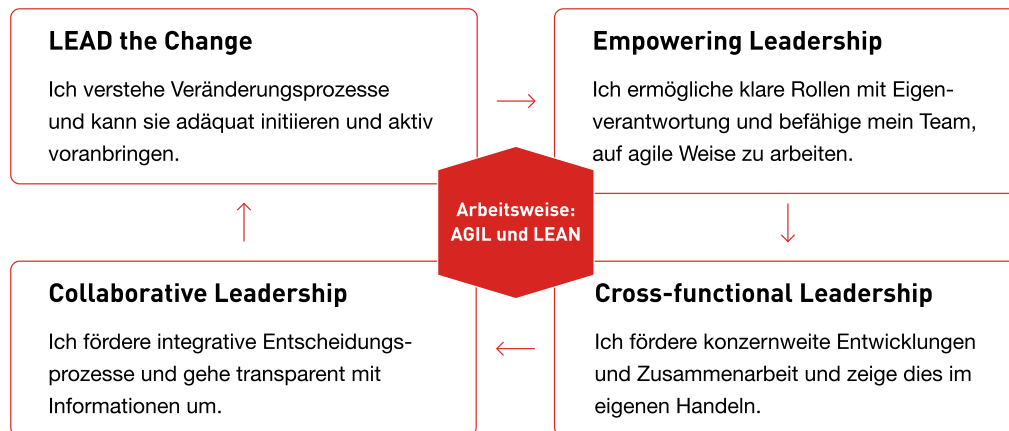 LEAD the Change
Ich verstehe Veränderungsprozesse
und kann sie adäquat initiieren und aktiv
voranbringen.
Empowering Leadership
Ich ermögliche klare Rollen mit Eigen-
verantwortung und befähige mein Team,
auf agile Weise zu arbeiten.
Arbeitsweise:
AGIL und LEAN
Collaborative Leadership
Ich fördere integrative Entscheidungs-
prozesse und gehe transparent mit
Informationen um.
Cross-functional Leadership
Ich fördere konzernweite Entwicklungen
und Zusammenarbeit und zeige dies im
eigenen Handeln.